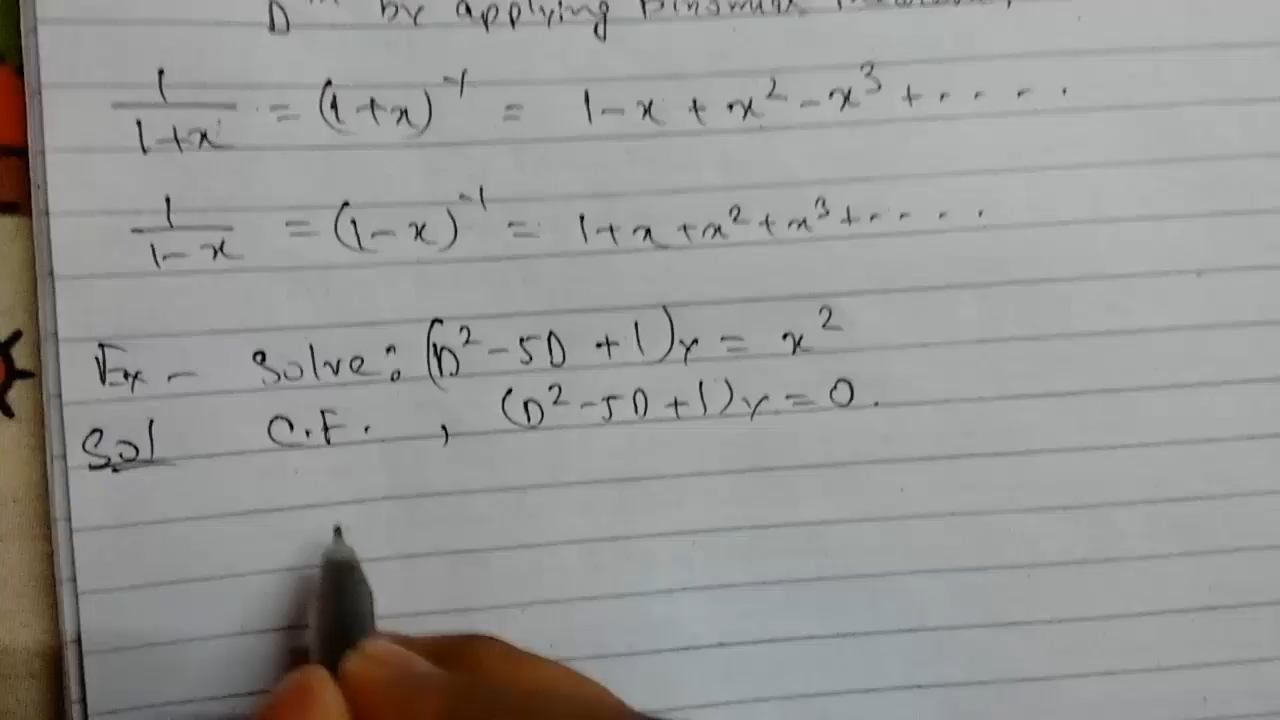 D by applying
1/(1+x) = (1+x)^-1 = 1 - x + x^2 - x^3 + .....
1/(1-x) = (1-x)^-1 = 1 + x + x^2 + x^3 + .....
Ex - Solve: (D^2 - 5D + 1)y = x^2
Sol C.F. , (D^2 - 5D + 1)y = 0.